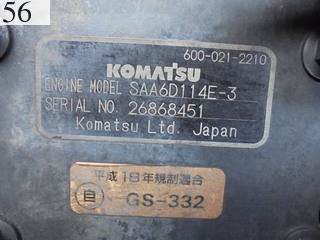 56
600-021-2210
KOMATSU
ENGINE MODEL SAA6D114E-3
SERIAL NO. 26868451
Komatsu Ltd. Japan
平成18年規制適合
自 GS-332